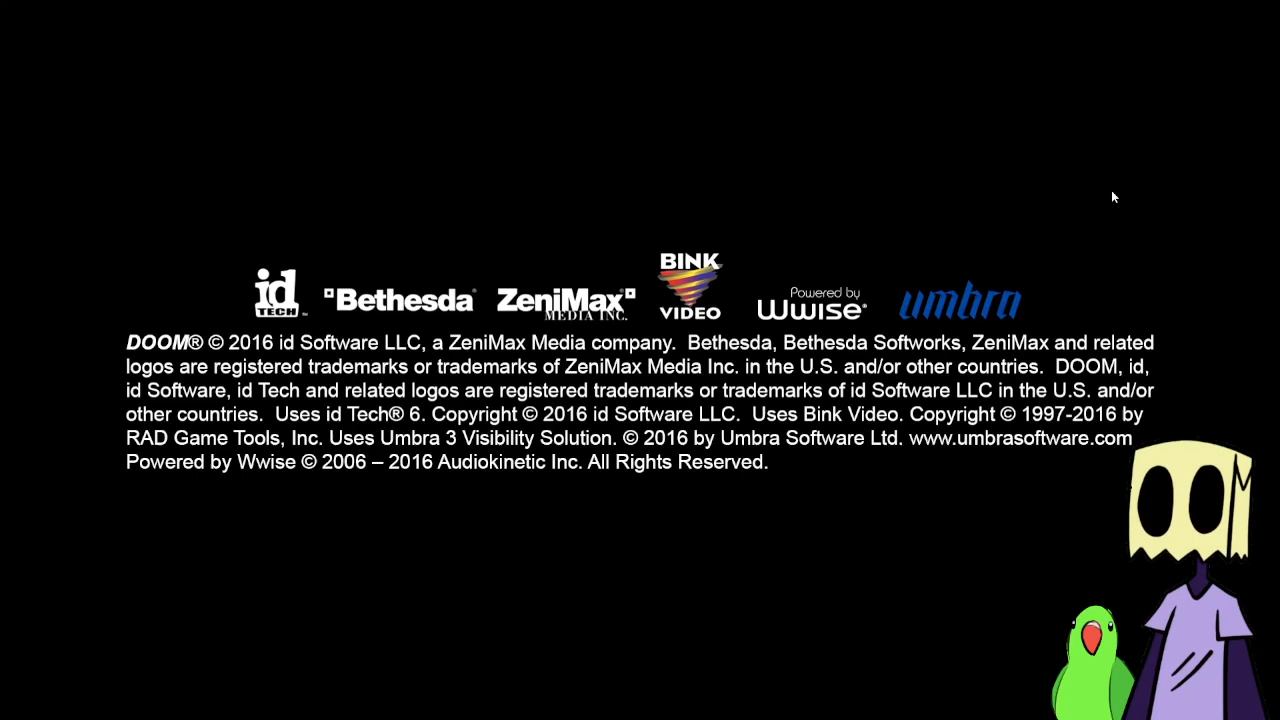 id TECH™
Bethesda®
ZeniMax® MEDIA INC.
BINK VIDEO
Powered by Wwise®
umbra
DOOM® © 2016 id Software LLC, a ZeniMax Media company.  Bethesda, Bethesda Softworks, ZeniMax and related
logos are registered trademarks or trademarks of ZeniMax Media Inc. in the U.S. and/or other countries.  DOOM, id,
id Software, id Tech and related logos are registered trademarks or trademarks of id Software LLC in the U.S. and/or
other countries.  Uses id Tech® 6. Copyright © 2016 id Software LLC.  Uses Bink Video. Copyright © 1997-2016 by
RAD Game Tools, Inc. Uses Umbra 3 Visibility Solution. © 2016 by Umbra Software Ltd. www.umbrasoftware.com
Powered by Wwise © 2006 – 2016 Audiokinetic Inc. All Rights Reserved.